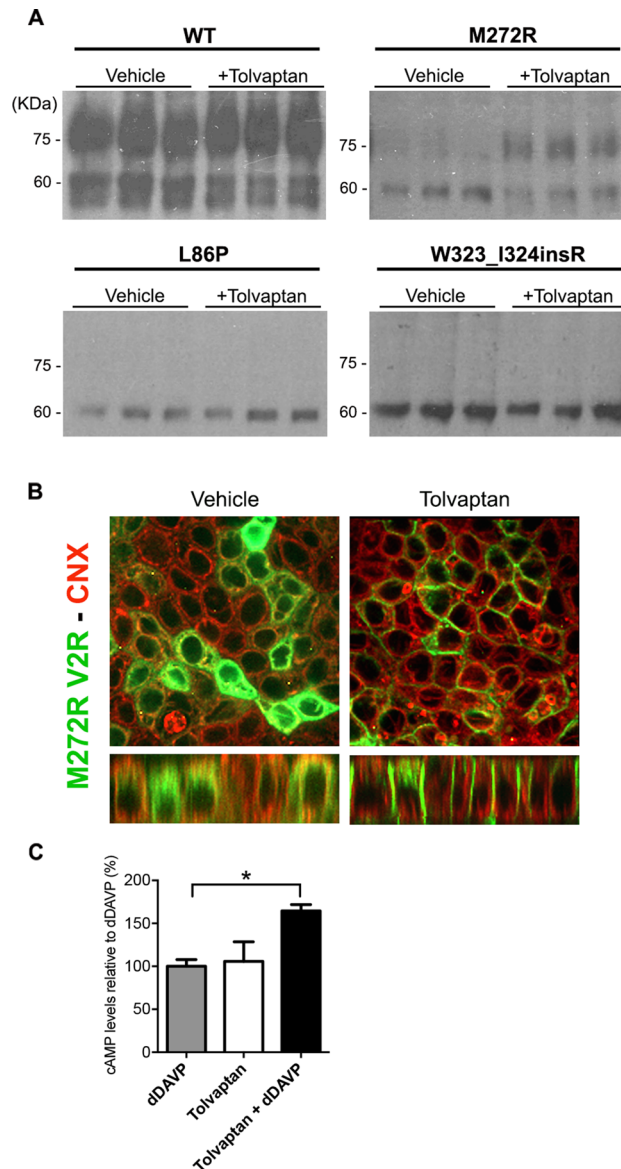 A
WT
M272R
Vehicle +Tolvaptan
Vehicle +Tolvaptan
(KDa)
75 -
60 -
75 -
60 -
L86P
W323_I324insR
Vehicle +Tolvaptan
Vehicle +Tolvaptan
75 -
60 -
75 -
60 -
B
Vehicle
Tolvaptan
M272R V2R - CNX
C
cAMP levels relative to dDAVP (%)
200
150
100
50
0
*
dDAVP
Tolvaptan
Tolvaptan + dDAVP